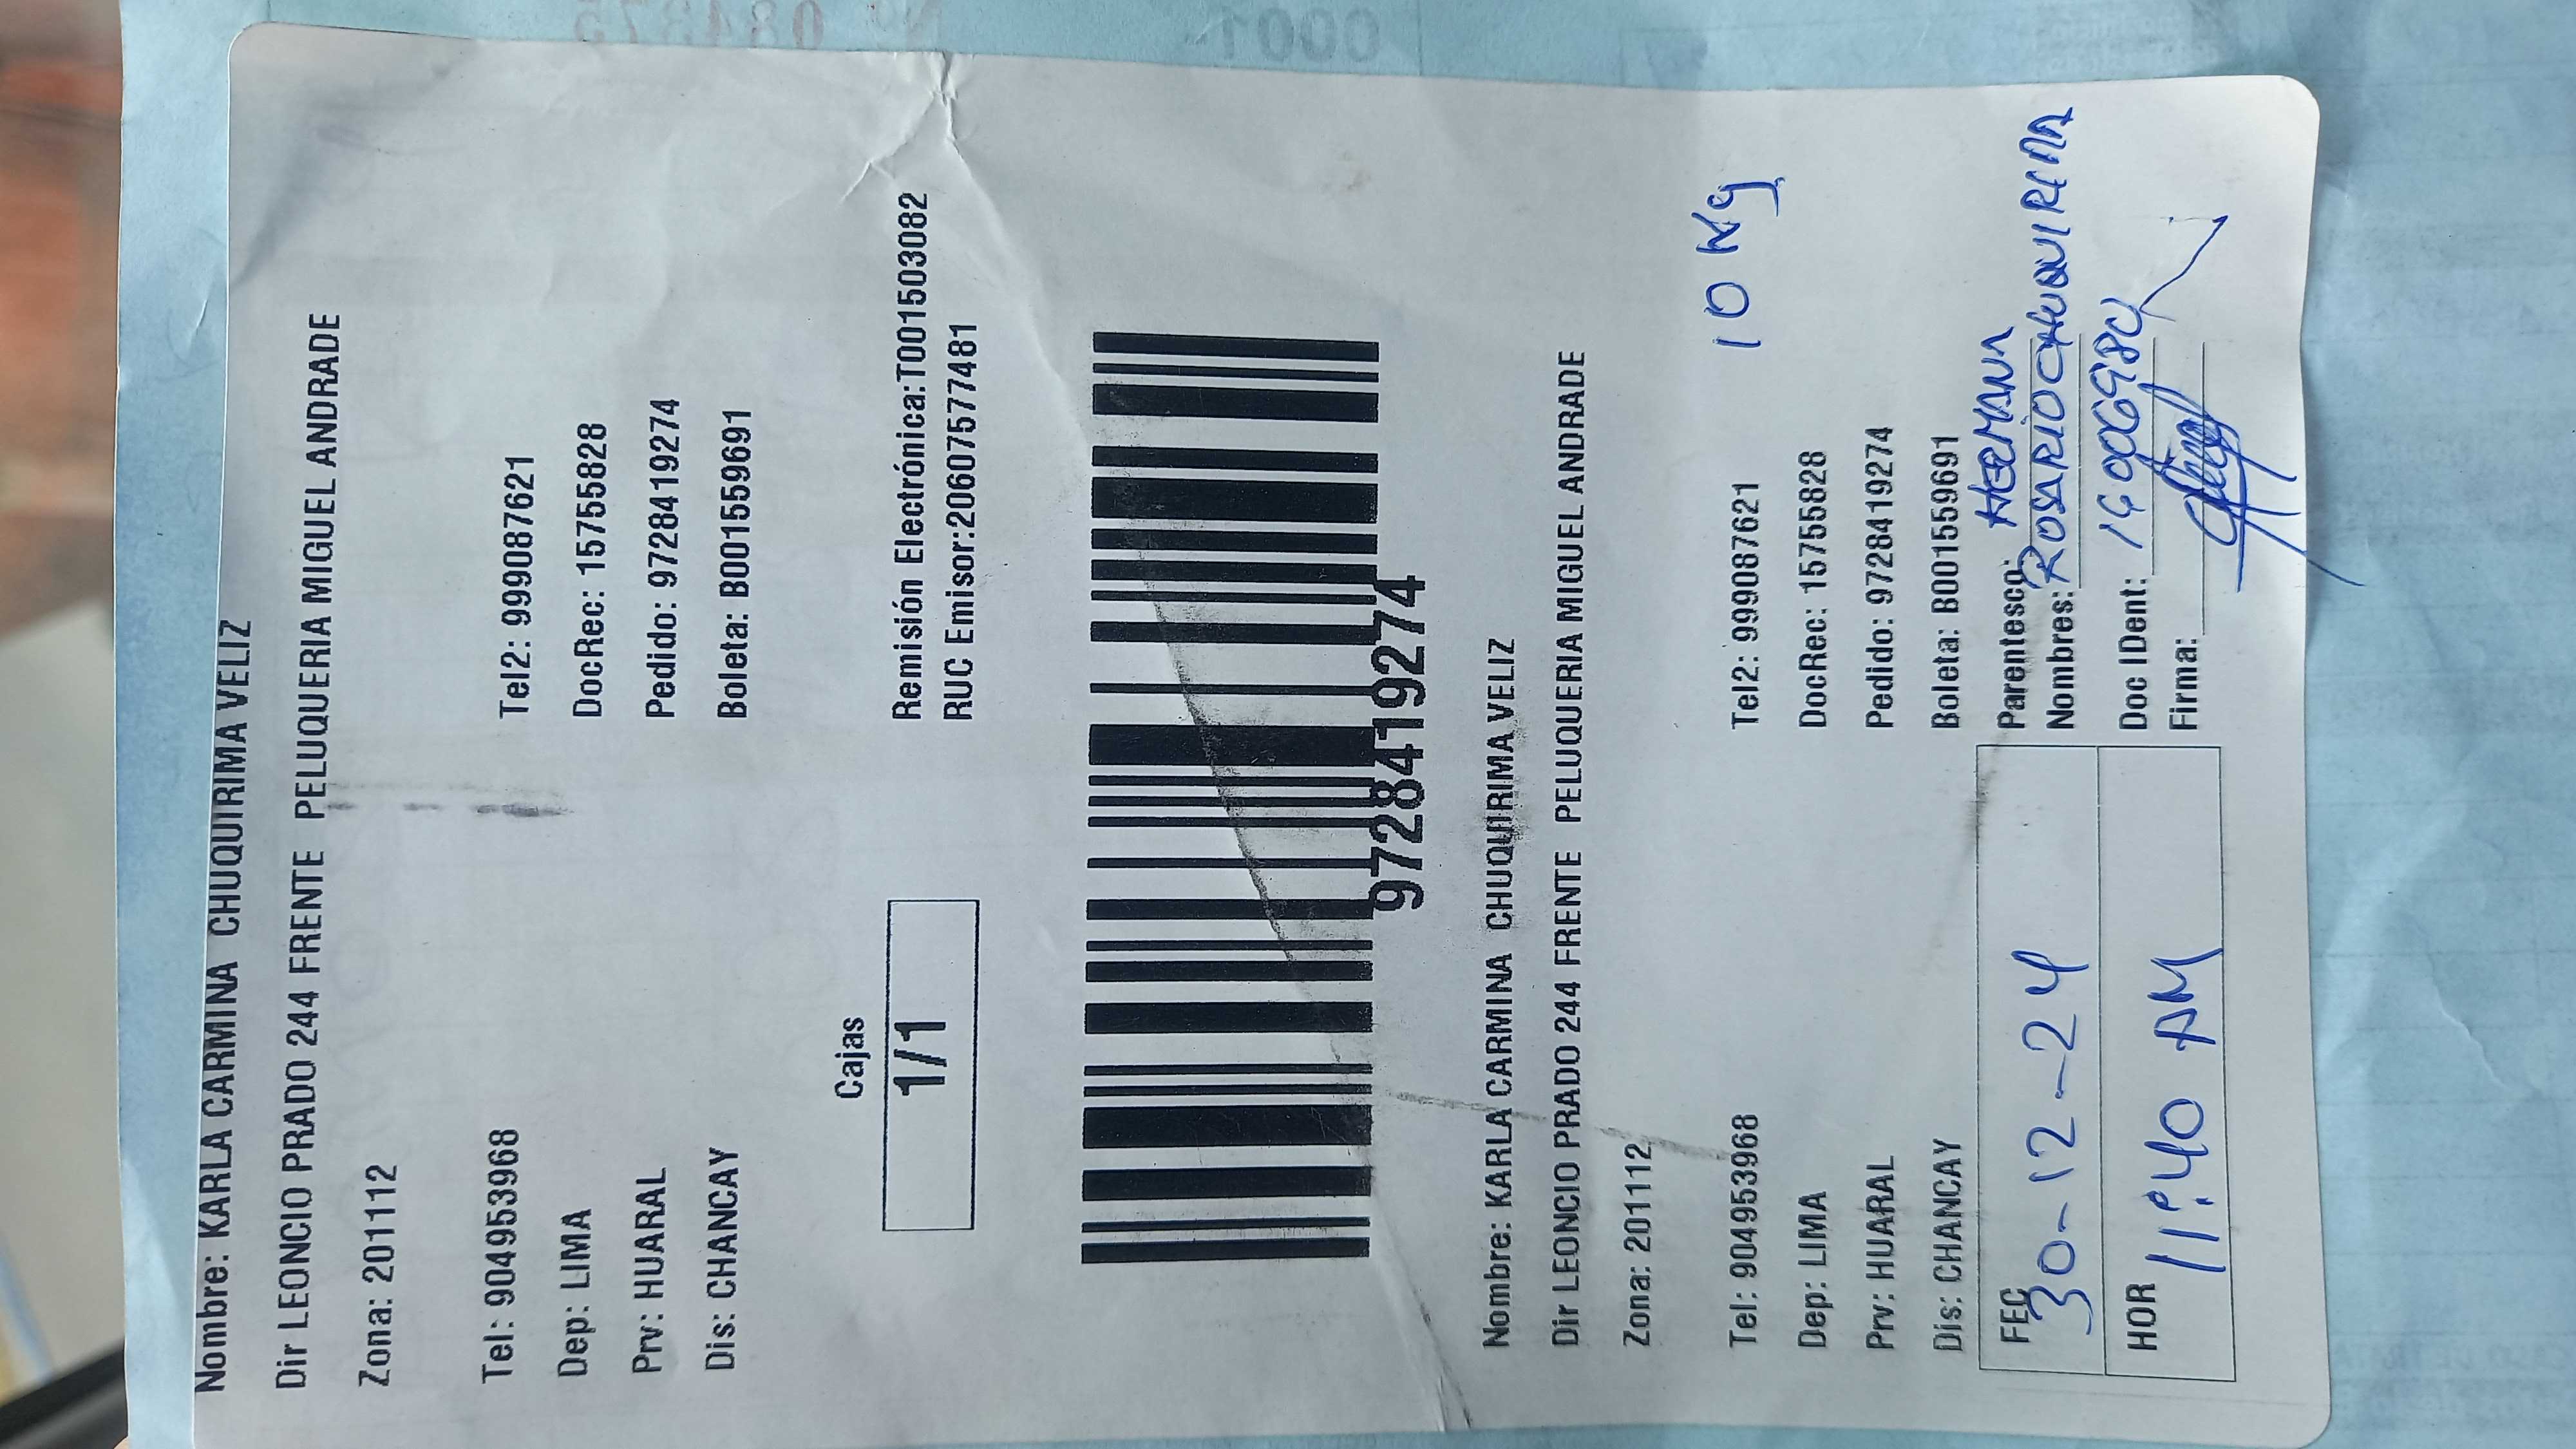 Nombre: KARLA CARMINA CHUQUIRIMA VELIZ
Dir LEONCIO PRADO 244 FRENTE PELUQUERIA MIGUEL ANDRADE
Zona: 201112
Tel: 904953968 Tel2: 999087621
Dep: LIMA DocRec: 15755828
Prv: HUARAL Pedido: 9728419274
Dis: CHANCAY Boleta: B001559691
Cajas
1/1
Remisión Electrónica:T001503082
RUC Emisor:20607577481
9728419274
Nombre: KARLA CARMINA CHUQUIRIMA VELIZ
Dir LEONCIO PRADO 244 FRENTE PELUQUERIA MIGUEL ANDRADE
Zona: 201112
10 Kg
Tel: 904953968 Tel2: 999087621
Dep: LIMA DocRec: 15755828
Prv: HUARAL Pedido: 9728419274
Dis: CHANCAY Boleta: B001559691
FEC 30-12-24
HOR 11:40 AM
Parentesco: HERMANA
Nombres: ROSARIO CHUQUIRIMA
Doc IDent:
Firma:
0001-
Nº 084875